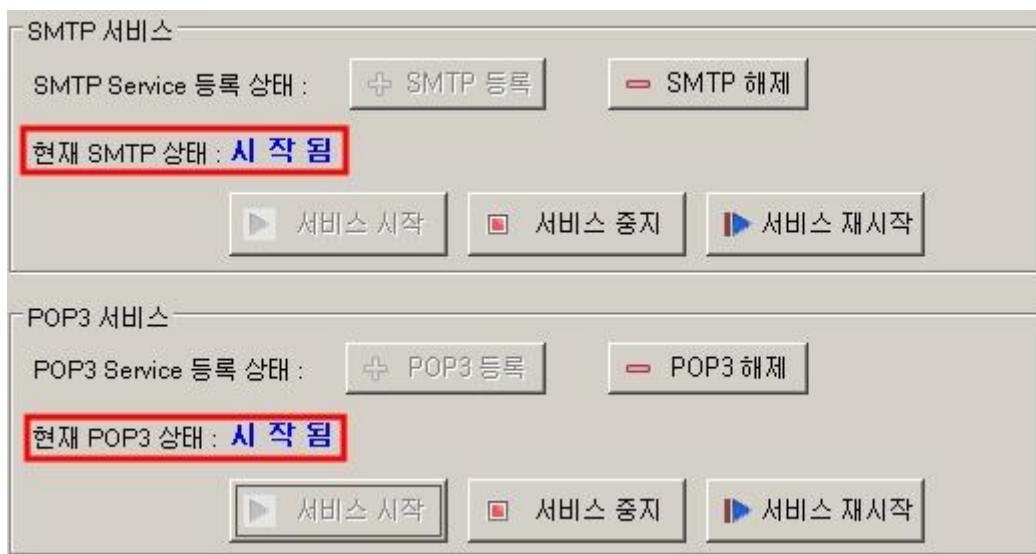 SMTP 서비스
SMTP Service 등록 상태 : SMTP 등록 SMTP 해제
현재 SMTP 상태 : 시 작 됨
서비스 시작 서비스 중지 서비스 재시작
POP3 서비스
POP3 Service 등록 상태 : POP3 등록 POP3 해제
현재 POP3 상태 : 시 작 됨
서비스 시작 서비스 중지 서비스 재시작